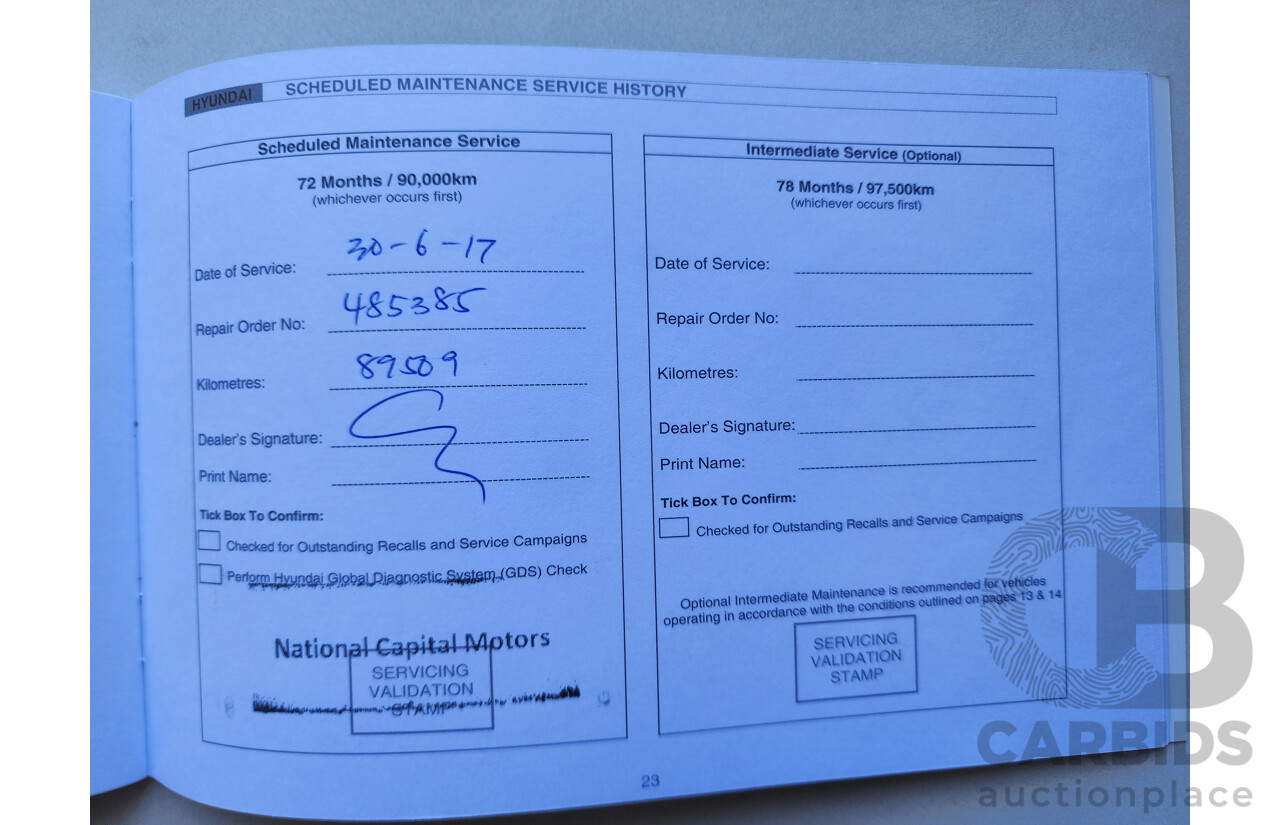 HYUNDAI SCHEDULED MAINTENANCE SERVICE HISTORY
Scheduled Maintenance Service
72 Months / 90,000km
(whichever occurs first)
Date of Service: 30-6-17
Repair Order No: 485385
Kilometres: 89509
Dealer's Signature:
Print Name:
Tick Box To Confirm:
Checked for Outstanding Recalls and Service Campaigns
Perform Hyundai Global Diagnostic System (GDS) Check
National Capital Motors
SERVICING
VALIDATION
STAMP
Intermediate Service (Optional)
78 Months / 97,500km
(whichever occurs first)
Date of Service:
Repair Order No:
Kilometres:
Dealer's Signature:
Print Name:
Tick Box To Confirm:
Checked for Outstanding Recalls and Service Campaigns
Optional Intermediate Maintenance is recommended for vehicles
operating in accordance with the conditions outlined on pages 13 & 14
SERVICING
VALIDATION
STAMP
23
CB
CARBIDS
auctionplace